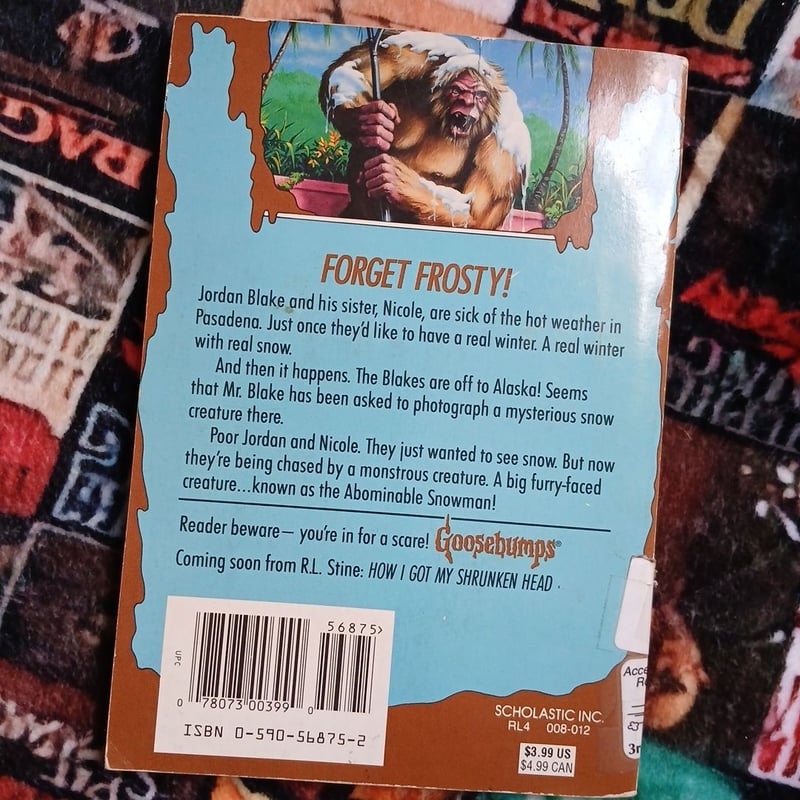 FORGET FROSTY!
Jordan Blake and his sister, Nicole, are sick of the hot weather in
Pasadena. Just once they'd like to have a real winter. A real winter
with real snow.
And then it happens. The Blakes are off to Alaska! Seems
that Mr. Blake has been asked to photograph a mysterious snow
creature there.
Poor Jordan and Nicole. They just wanted to see snow. But now
they're being chased by a monstrous creature. A big furry-faced
creature...known as the Abominable Snowman!
Reader beware— you're in for a scare! Goosebumps®
Coming soon from R.L. Stine: HOW I GOT MY SHRUNKEN HEAD.
56875>
UPC
0 78073 00399 0
ISBN 0-590-56875-2
SCHOLASTIC INC.
RL4 008-012
$3.99 US
$4.99 CAN
Acce
R
3r
RAG